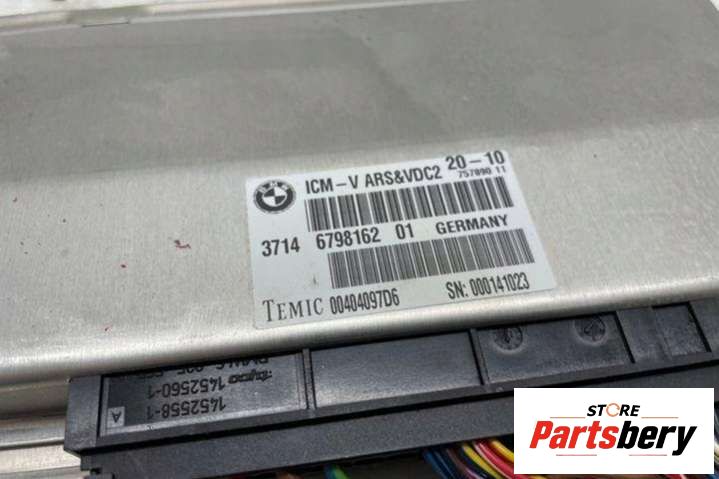 ICM-V ARS&VDC2 20-10
757890 11
3714 6798162 01 GERMANY
TEMIC 00404097D6 SN: 000141023
tyco 1452560-1
1452558-1
A
STORE
Partsbery